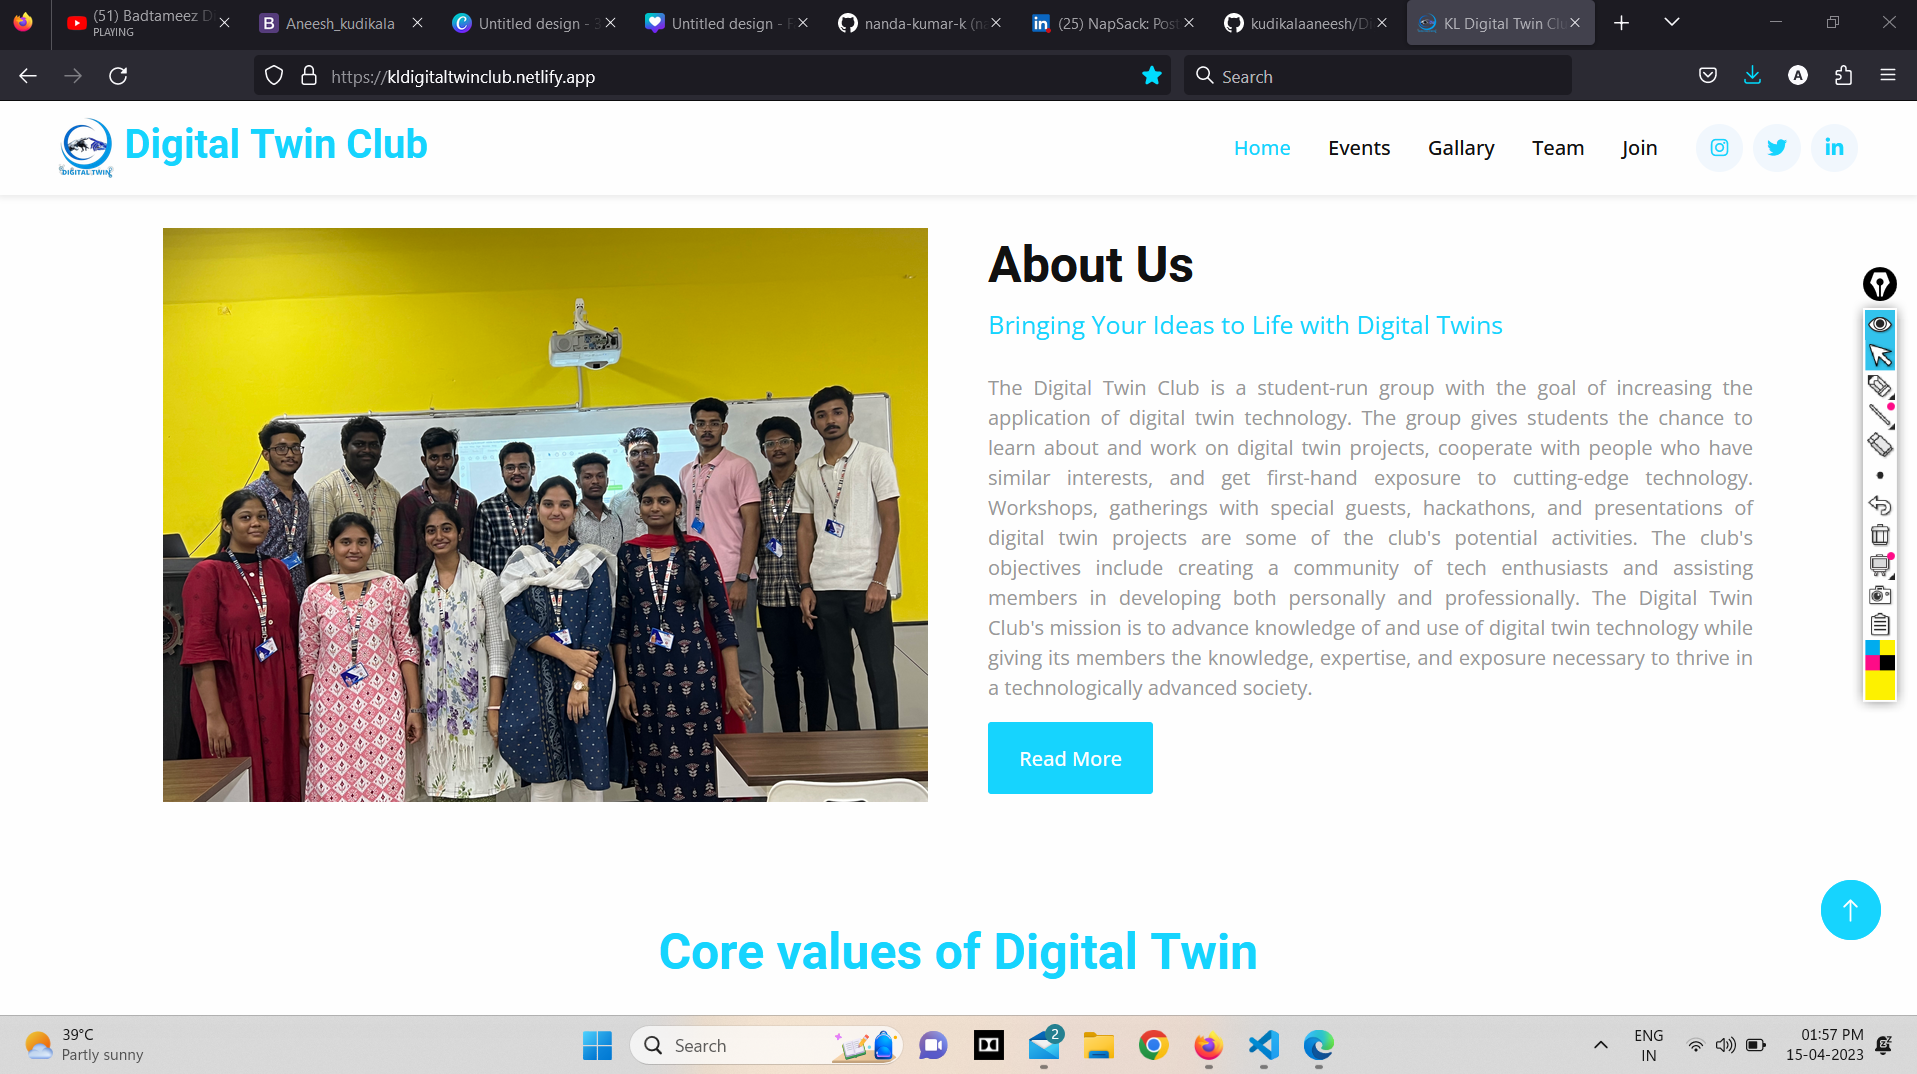 (51) Badtameez D
PLAYING
Aneesh_kudikala
Untitled design - 3
Untitled design - F
nanda-kumar-k (na
(25) NapSack: Post
kudikalaaneesh/Di
KL Digital Twin Clu
https://kldigitaltwinclub.netlify.app
Search
DIGITAL TWIN
Digital Twin Club
Home
Events
Gallary
Team
Join
About Us
Bringing Your Ideas to Life with Digital Twins
The Digital Twin Club is a student-run group with the goal of increasing the
application of digital twin technology. The group gives students the chance to
learn about and work on digital twin projects, cooperate with people who have
similar interests, and get first-hand exposure to cutting-edge technology.
Workshops, gatherings with special guests, hackathons, and presentations of
digital twin projects are some of the club's potential activities. The club's
objectives include creating a community of tech enthusiasts and assisting
members in developing both personally and professionally. The Digital Twin
Club's mission is to advance knowledge of and use of digital twin technology while
giving its members the knowledge, expertise, and exposure necessary to thrive in
a technologically advanced society.
Read More
Core values of Digital Twin
39°C
Partly sunny
Search
2
ENG
IN
01:57 PM
15-04-2023